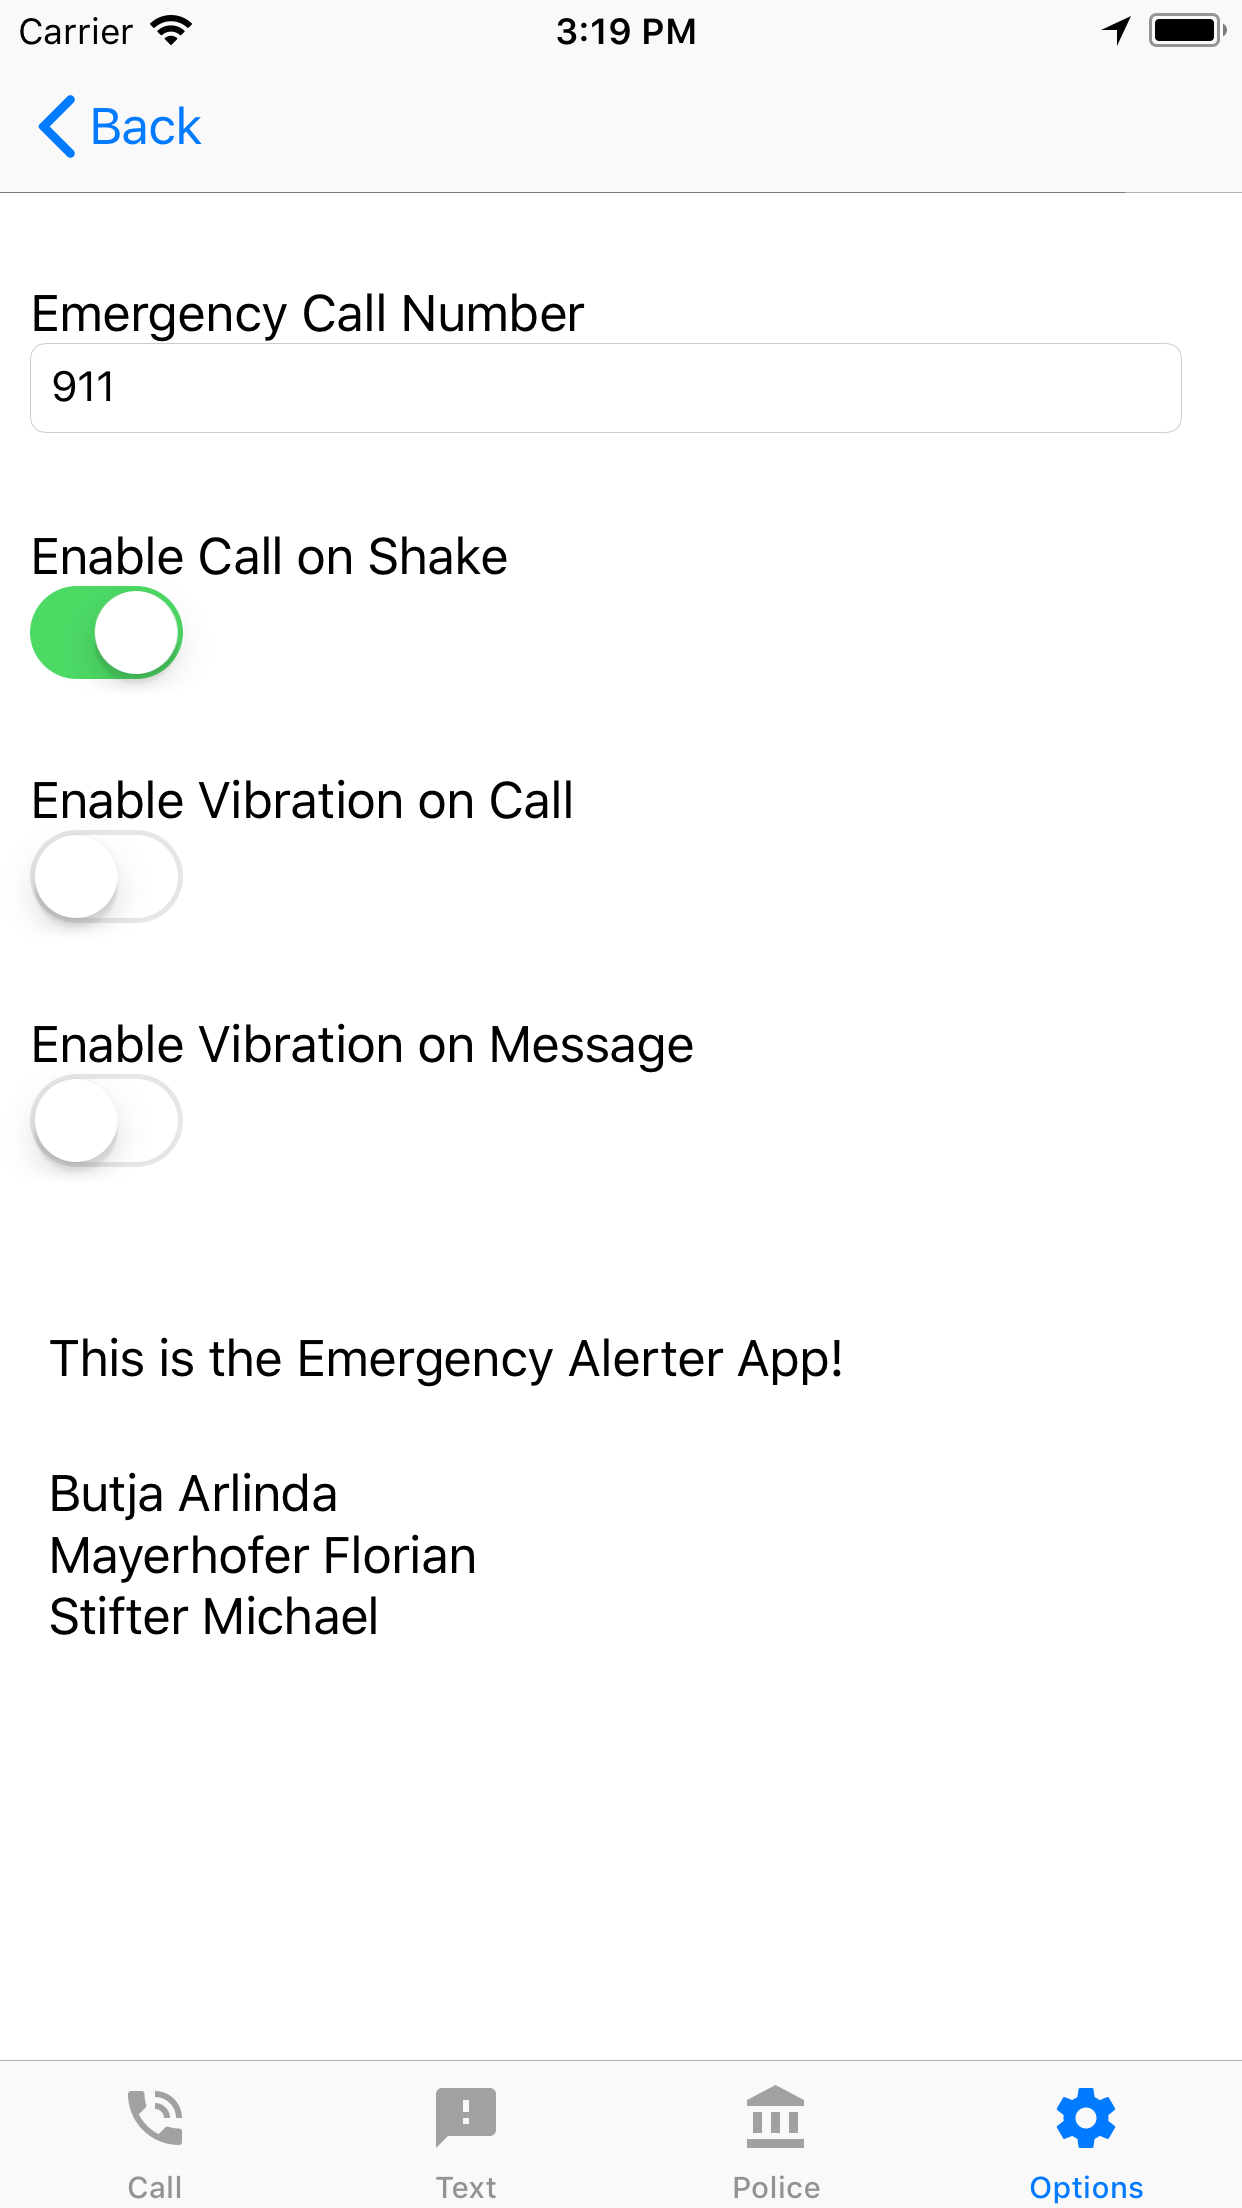 Carrier 3:19 PM
Back
Emergency Call Number
911
Enable Call on Shake
Enable Vibration on Call
Enable Vibration on Message
This is the Emergency Alerter App!
Butja Arlinda
Mayerhofer Florian
Stifter Michael
Call Text Police Options